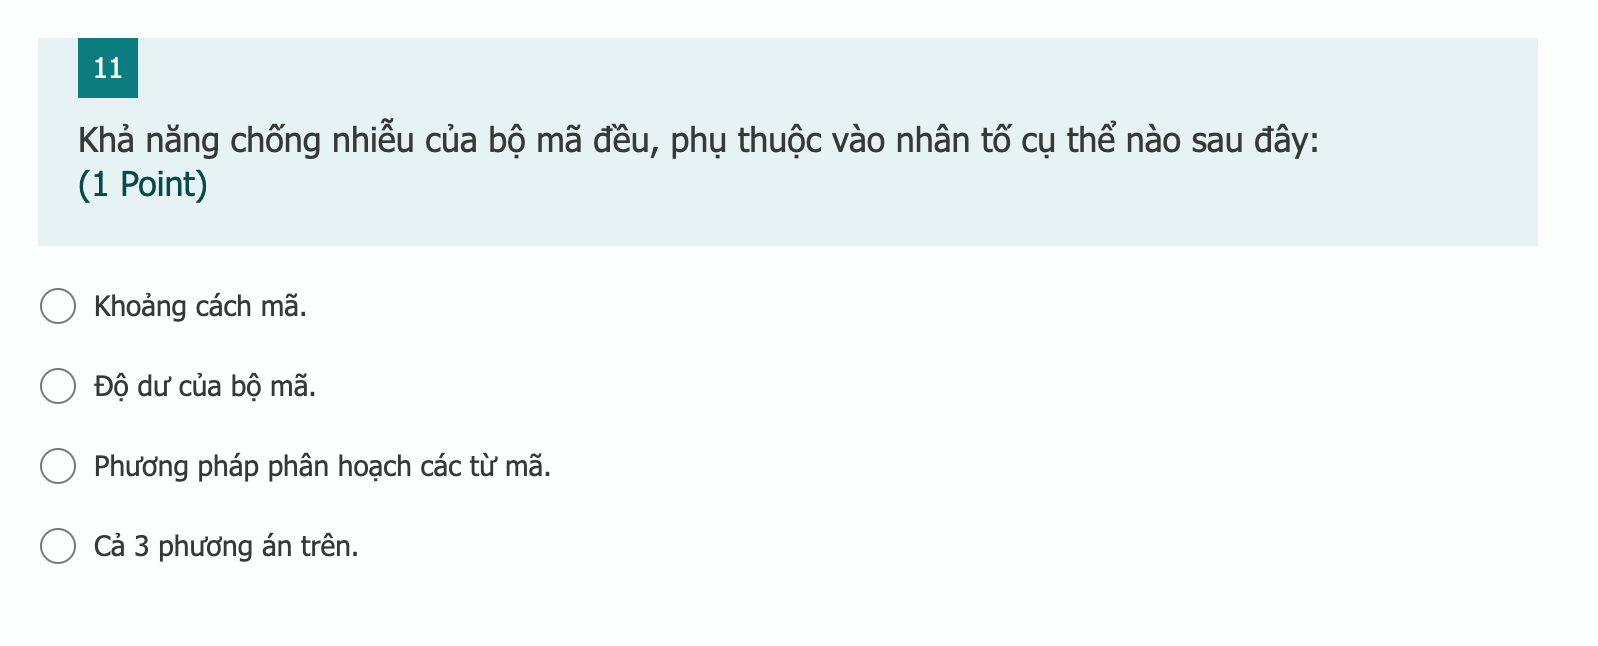 11
Khả năng chống nhiễu của bộ mã đều, phụ thuộc vào nhân tố cụ thể nào sau đây:
(1 Point)
Khoảng cách mã.
Độ dư của bộ mã.
Phương pháp phân hoạch các từ mã.
Cả 3 phương án trên.